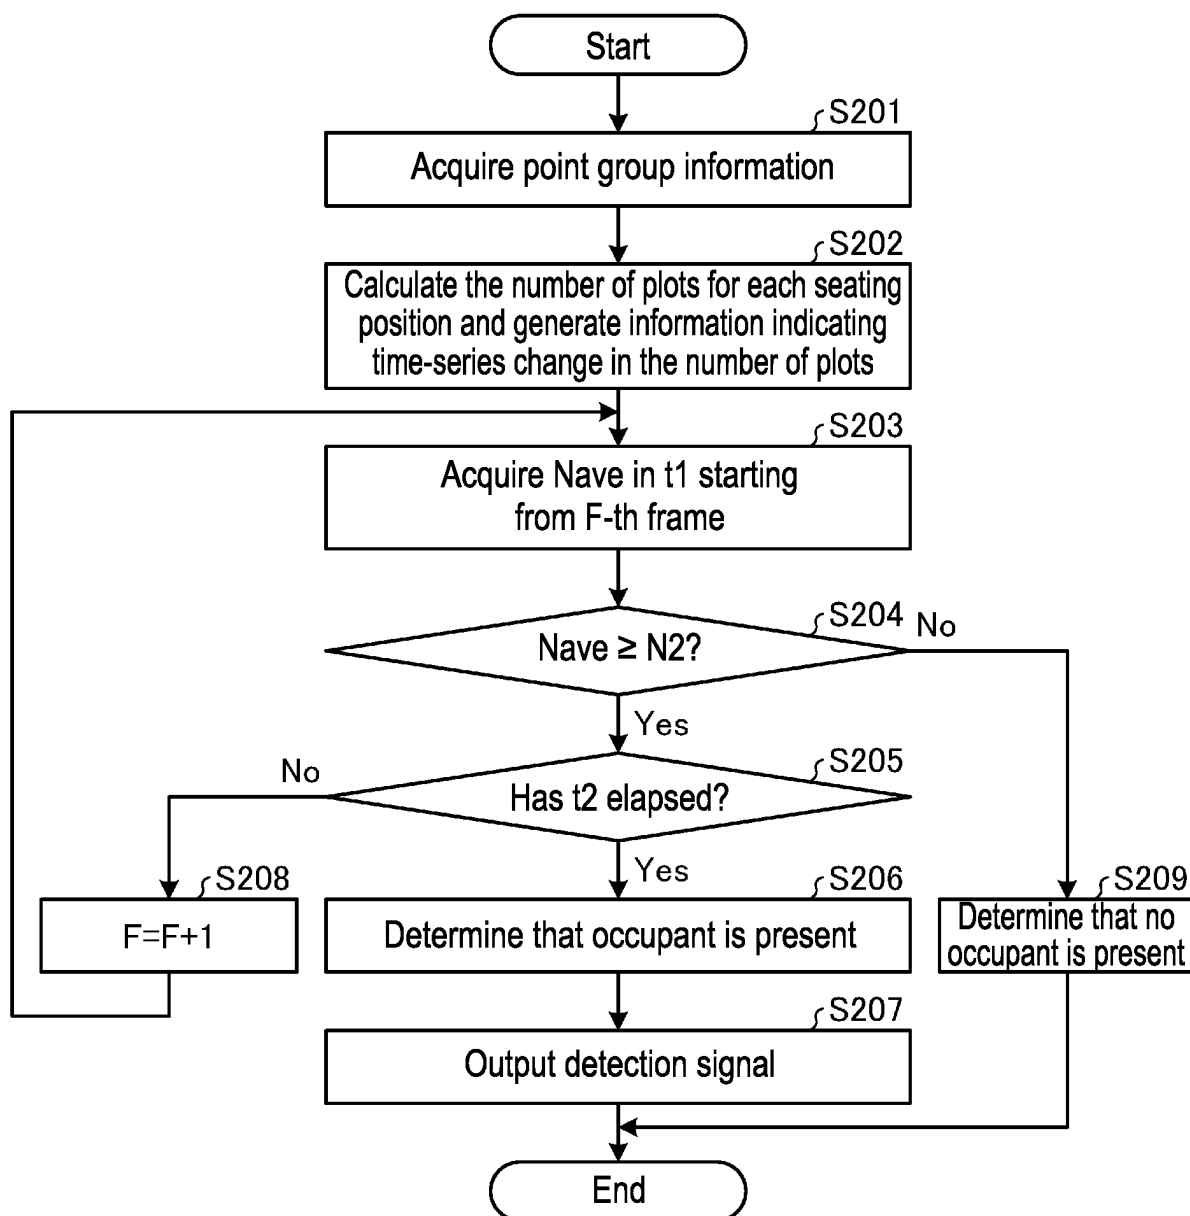 Start
S201
Acquire point group information
S202
Calculate the number of plots for each seating
position and generate information indicating
time-series change in the number of plots
S203
Acquire Nave in t1 starting
from F-th frame
S204
Nave ≥ N2?
No
Yes
S205
Has t2 elapsed?
No
Yes
S208
F=F+1
S206
Determine that occupant is present
S209
Determine that no
occupant is present
S207
Output detection signal
End